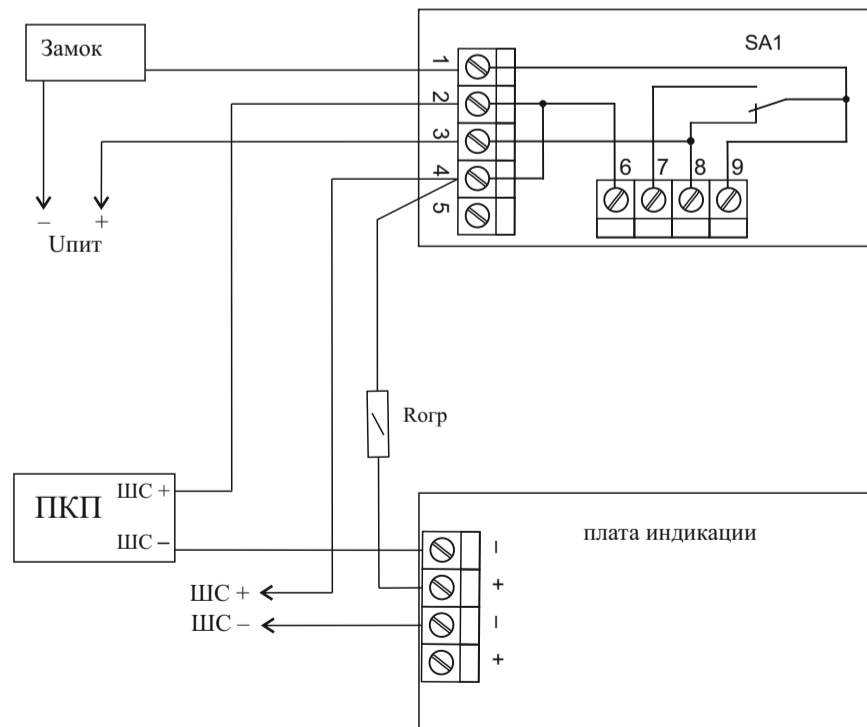 Замок
SA1
1
2
3
4
5
6 7 8 9
– +
Uпит
Rогр
ПКП
ШС +
ШС –
плата индикации
ШС +
ШС –
–
+
–
+